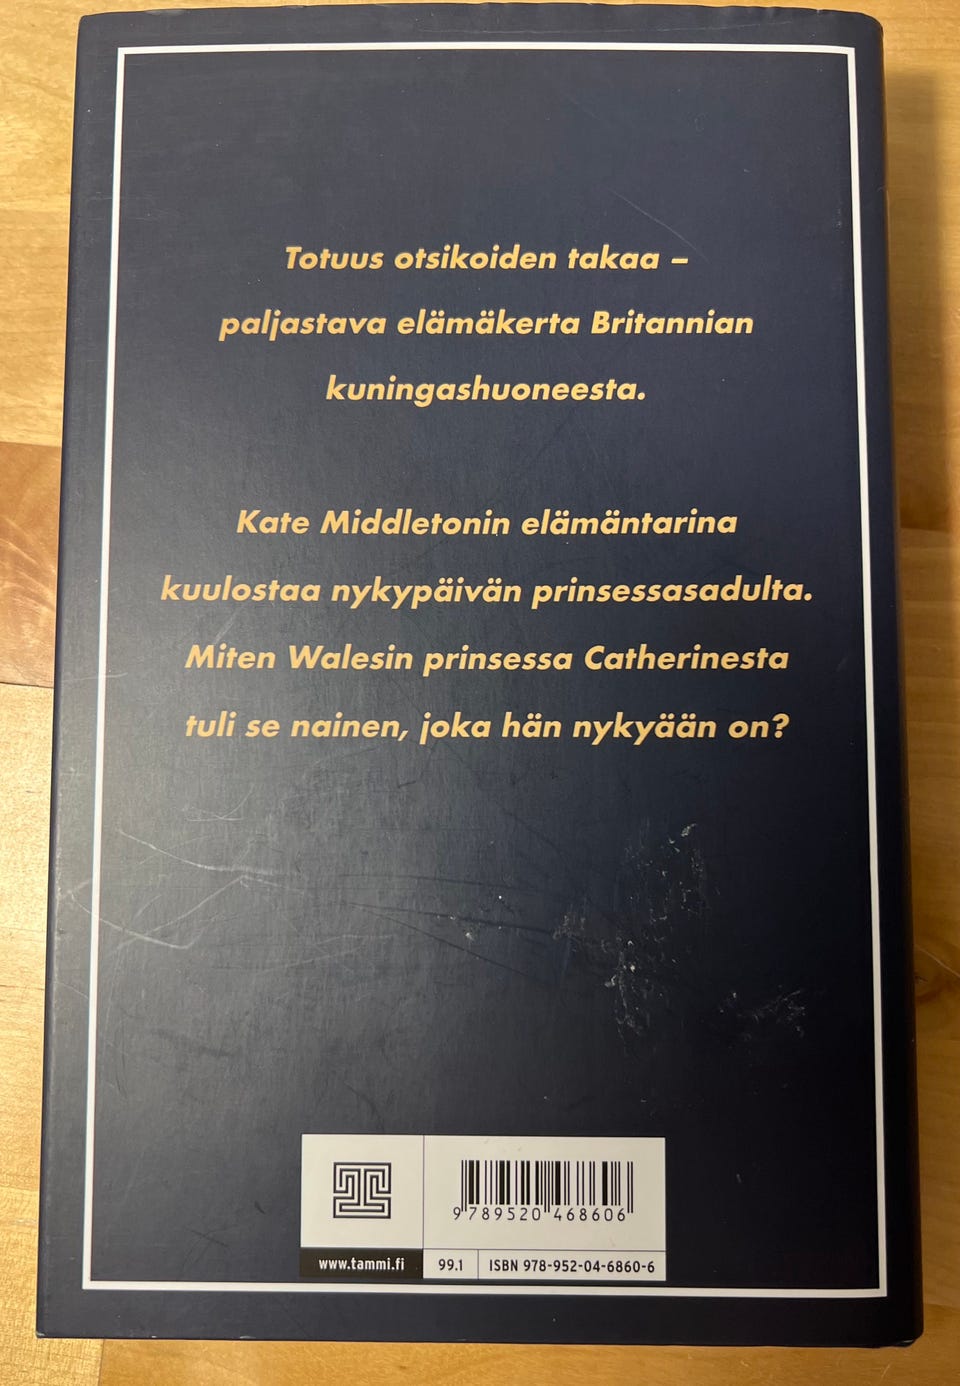 Totuus otsikoiden takaa –
paljastava elämäkerta Britannian
kuningashuoneesta.
Kate Middletonin elämäntarina
kuulostaa nykypäivän prinsessasadulta.
Miten Walesin prinsessa Catherinesta
tuli se nainen, joka hän nykyään on?
9 789520 468606
www.tammi.fi 99.1 ISBN 978-952-04-6860-6